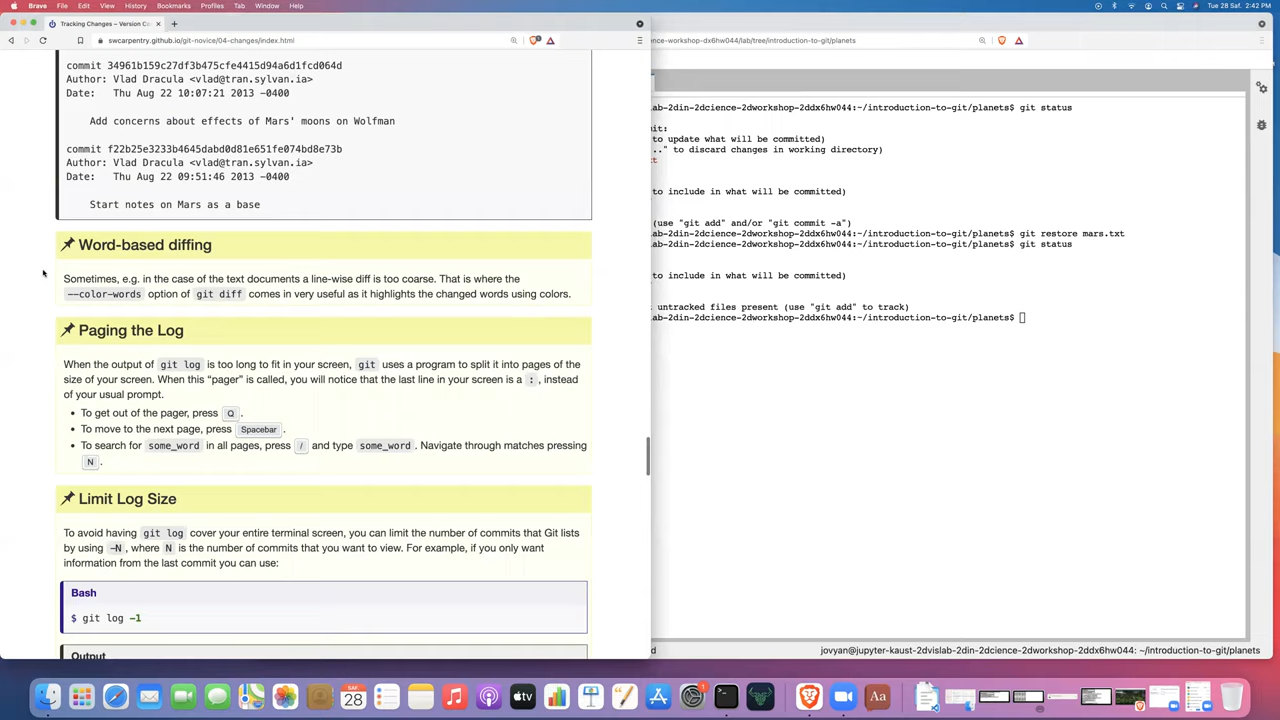 Brave File Edit View History Bookmarks Profiles Tab Window Help
Tue 28 Saf. 2:42 PM
Tracking Changes – Version Co
swcarpentry.github.io/git-novice/04-changes/index.html
commit 34961b159c27df3b475cfe4415d94a6d1fcd064d
Author: Vlad Dracula <vlad@tran.sylvan.ia>
Date: Thu Aug 22 10:07:21 2013 -0400
Add concerns about effects of Mars' moons on Wolfman
commit f22b25e3233b4645dabd0d81e651fe074bd8e73b
Author: Vlad Dracula <vlad@tran.sylvan.ia>
Date: Thu Aug 22 09:51:46 2013 -0400
Start notes on Mars as a base
Word-based diffing
Sometimes, e.g. in the case of the text documents a line-wise diff is too coarse. That is where the
--color-words option of git diff comes in very useful as it highlights the changed words using colors.
Paging the Log
When the output of git log is too long to fit in your screen, git uses a program to split it into pages of the
size of your screen. When this “pager” is called, you will notice that the last line in your screen is a :, instead
of your usual prompt.
• To get out of the pager, press Q.
• To move to the next page, press Spacebar.
• To search for some_word in all pages, press / and type some_word. Navigate through matches pressing
N.
Limit Log Size
To avoid having git log cover your entire terminal screen, you can limit the number of commits that Git lists
by using -N, where N is the number of commits that you want to view. For example, if you only want
information from the last commit you can use:
Bash
$ git log -1
Output
e-workshop-dx6hw044/lab/tree/introduction-to-git/planets
lab-2din-2dcience-2dworkshop-2ddx6hw044:~/introduction-to-git/planets$ git status
mit:
to update what will be committed)
.." to discard changes in working directory)
xt
to include in what will be committed)
(use "git add" and/or "git commit -a")
lab-2din-2dcience-2dworkshop-2ddx6hw044:~/introduction-to-git/planets$ git restore mars.txt
lab-2din-2dcience-2dworkshop-2ddx6hw044:~/introduction-to-git/planets$ git status
to include in what will be committed)
untracked files present (use "git add" to track)
lab-2din-2dcience-2dworkshop-2ddx6hw044:~/introduction-to-git/planets$
jovyan@jupyter-kaust-2dvislab-2din-2dcience-2dworkshop-2ddx6hw044: ~/introduction-to-git/planets
SAT
28
tv
Aa